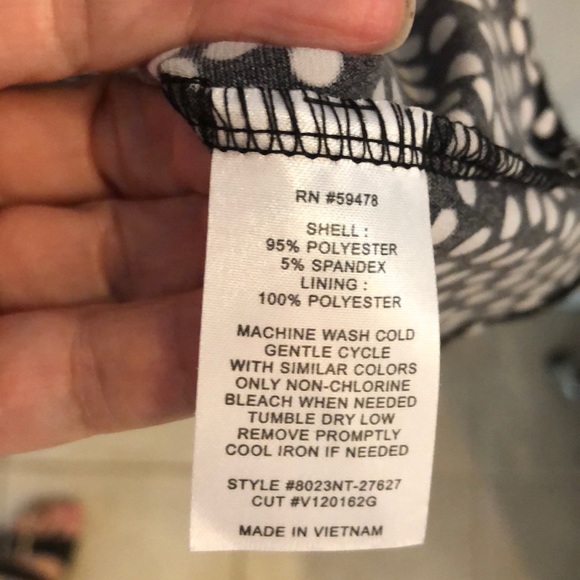 RN #59478
SHELL :
95% POLYESTER
5% SPANDEX
LINING :
100% POLYESTER
MACHINE WASH COLD
GENTLE CYCLE
WITH SIMILAR COLORS
ONLY NON-CHLORINE
BLEACH WHEN NEEDED
TUMBLE DRY LOW
REMOVE PROMPTLY
COOL IRON IF NEEDED
STYLE #8023NT-27627
CUT #V120162G
MADE IN VIETNAM